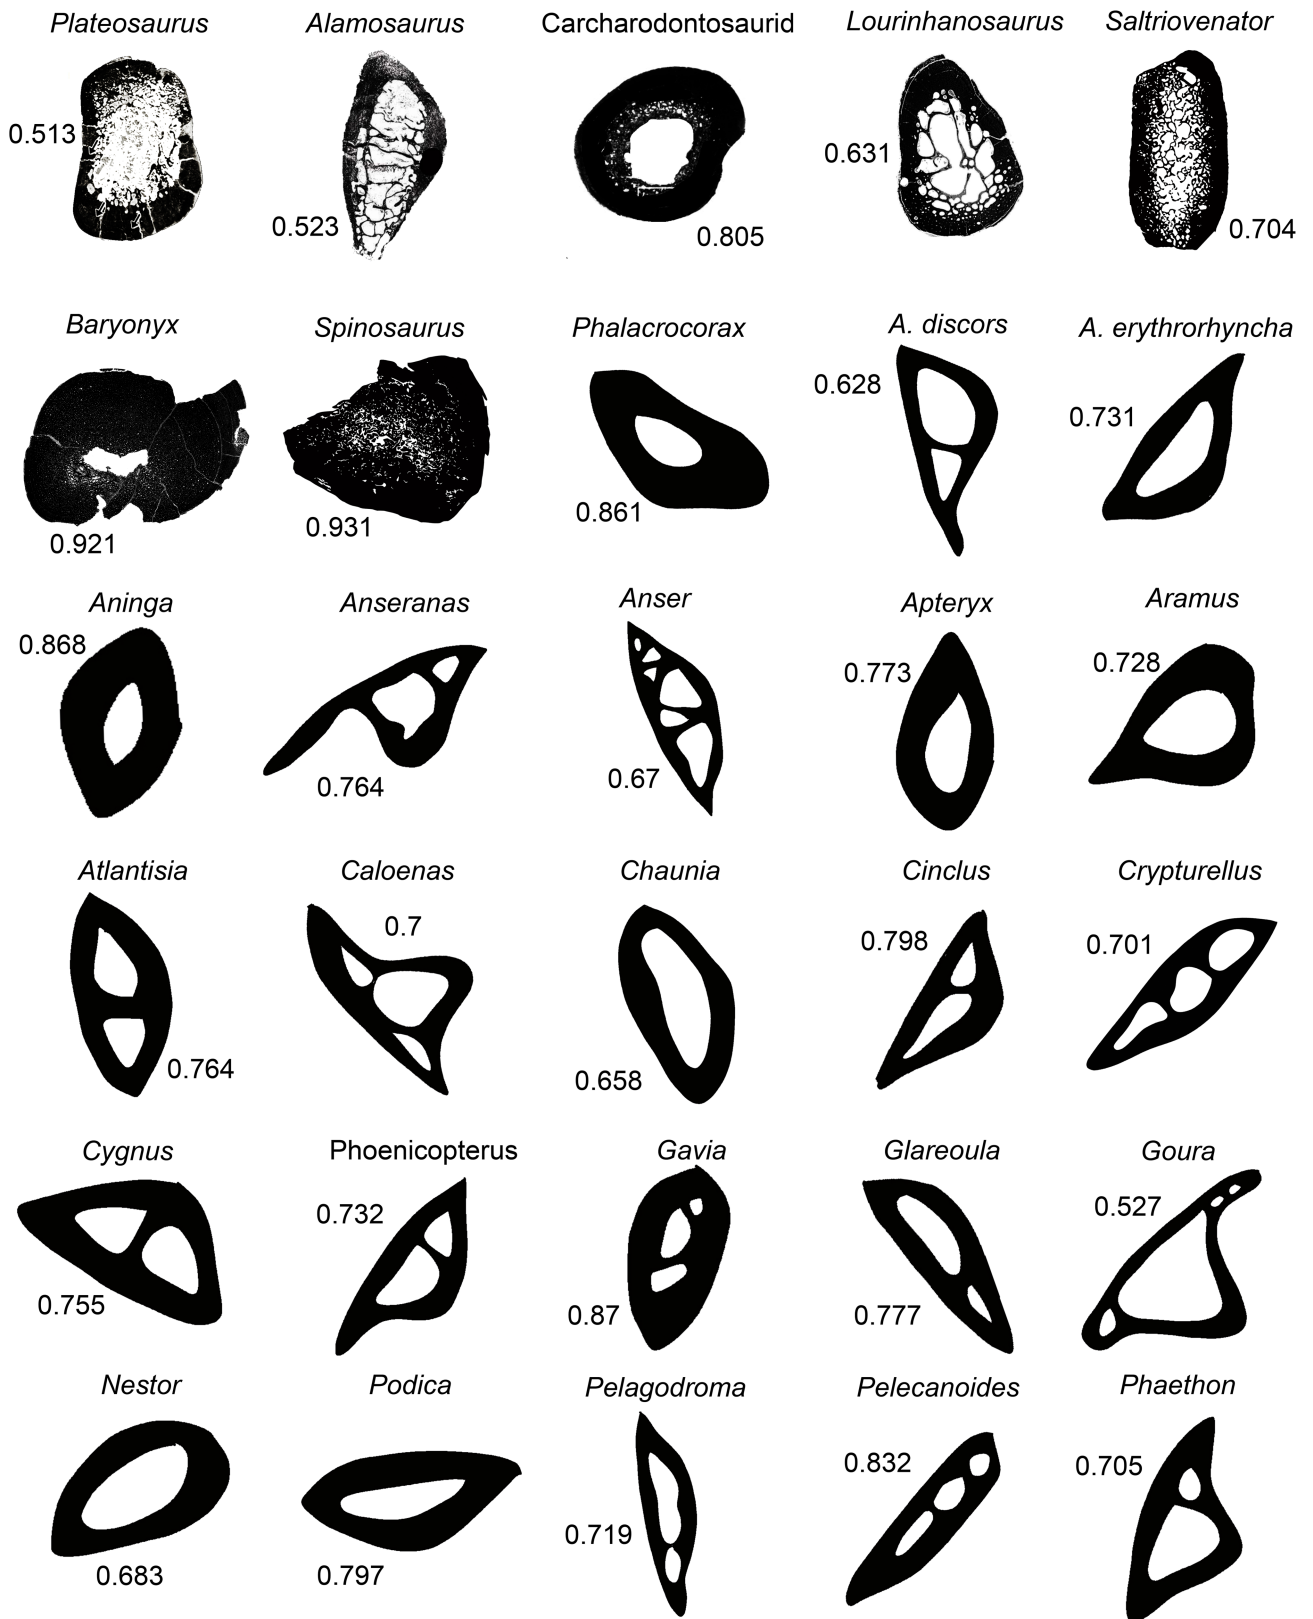 Plateosaurus
Alamosaurus
Carcharodontosaurid
Lourinhanosaurus
Saltriovenator
0.513
0.523
0.805
0.631
0.704
Baryonyx
Spinosaurus
Phalacrocorax
A. discors
A. erythrorhyncha
0.921
0.931
0.861
0.628
0.731
Aninga
Anseranas
Anser
Apteryx
Aramus
0.868
0.764
0.67
0.773
0.728
Atlantisia
Caloenas
Chaunia
Cinclus
Crypturellus
0.764
0.7
0.658
0.798
0.701
Cygnus
Phoenicopterus
Gavia
Glareoula
Goura
0.755
0.732
0.87
0.777
0.527
Nestor
Podica
Pelagodroma
Pelecanoides
Phaethon
0.683
0.797
0.719
0.832
0.705